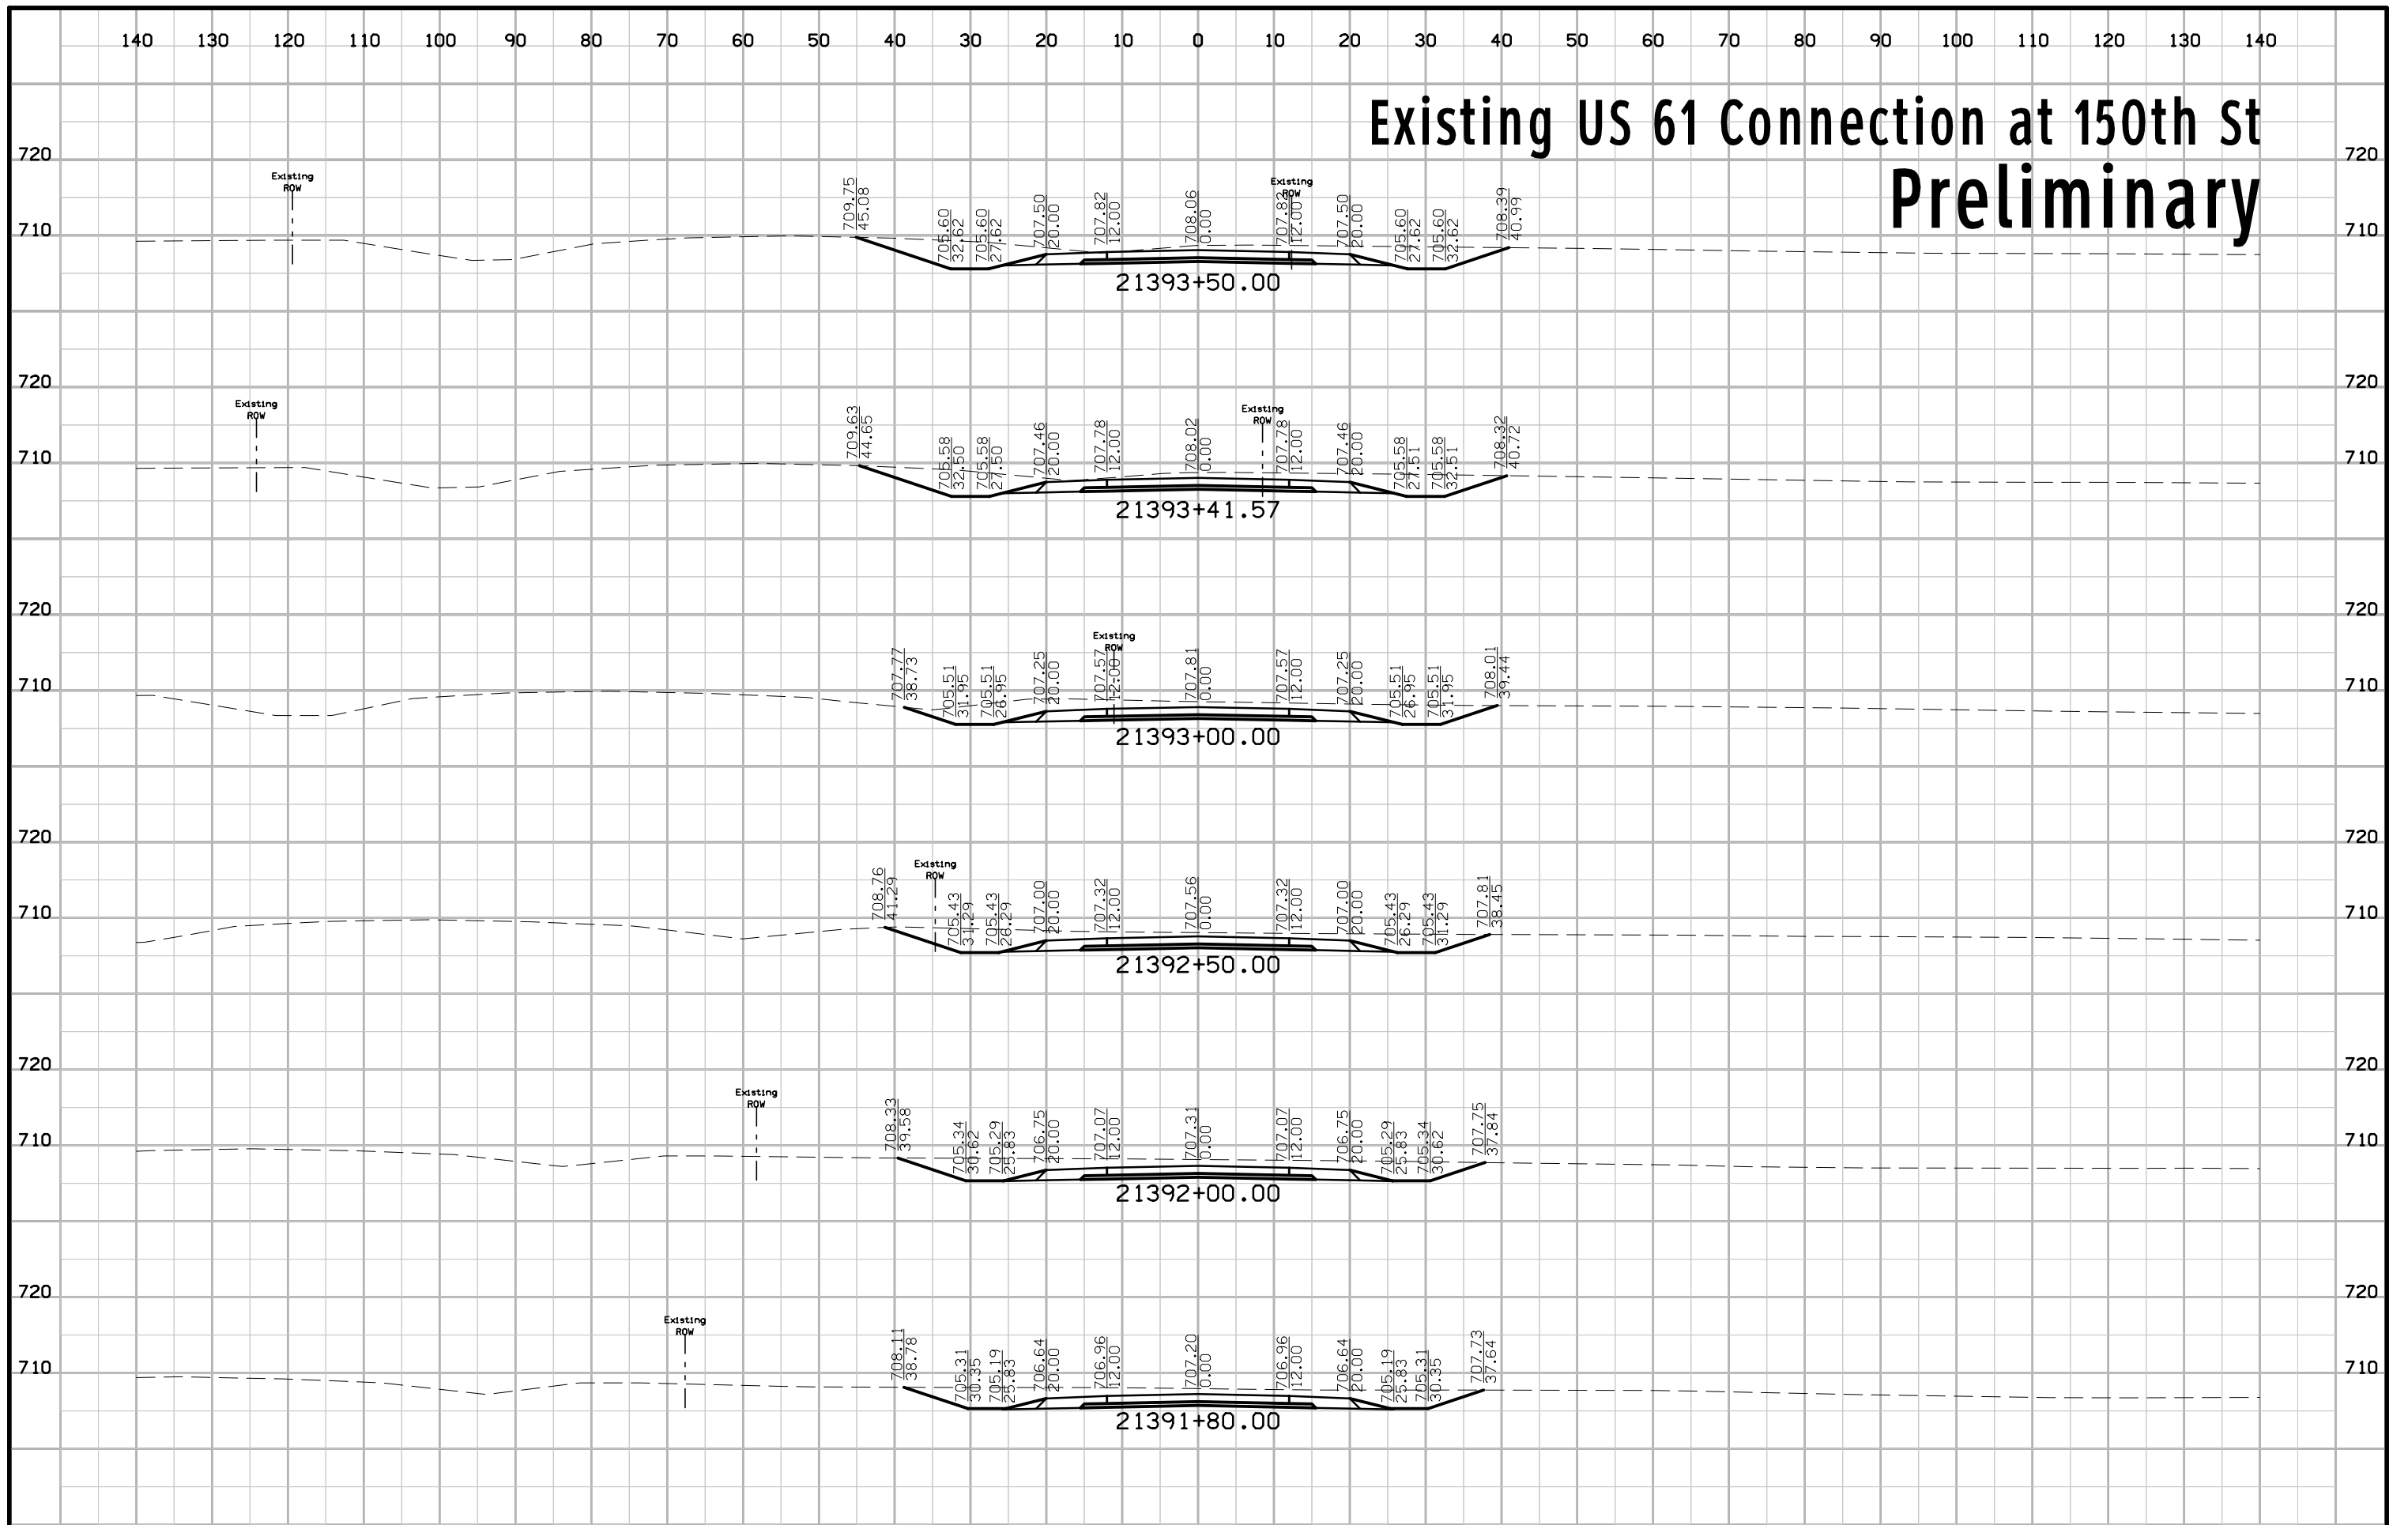 140 130 120 110 100 90 80 70 60 50 40 30 20 10 0 10 20 30 40 50 60 70 80 90 100 110 120 130 140
Existing US 61 Connection at 150th St
Preliminary
720 720
Existing
ROW
Existing
ROW
710 710
709.75 705.60 705.60 707.50 707.82 708.06 707.82 707.50 705.60 705.60 708.39
45.08 32.62 27.62 20.00 12.00 0.00 12.00 20.00 27.62 32.62 40.99
21393+50.00
720 720
Existing
ROW
Existing
ROW
710 710
709.63 705.58 705.58 707.46 707.78 708.02 707.78 707.46 705.58 705.58 708.32
44.65 32.50 27.50 20.00 12.00 0.00 12.00 20.00 27.51 32.51 40.72
21393+41.57
720 720
Existing
ROW
710 710
707.77 705.51 705.51 707.25 707.57 707.81 707.57 707.25 705.51 705.51 708.01
38.73 31.95 26.95 20.00 12.00 0.00 12.00 20.00 26.95 31.95 39.44
21393+00.00
720 720
Existing
ROW
710 710
708.76 705.43 705.43 707.00 707.32 707.56 707.32 707.00 705.43 705.43 707.81
41.29 31.29 26.29 20.00 12.00 0.00 12.00 20.00 26.29 31.29 38.45
21392+50.00
720 720
Existing
ROW
710 710
708.33 705.34 705.29 706.75 707.07 707.31 707.07 706.75 705.29 705.34 707.75
39.58 30.62 25.83 20.00 12.00 0.00 12.00 20.00 25.83 30.62 37.84
21392+00.00
720 720
Existing
ROW
710 710
708.11 705.31 705.19 706.64 706.96 707.20 706.96 706.64 705.19 705.31 707.73
38.78 30.35 25.83 20.00 12.00 0.00 12.00 20.00 25.83 30.35 37.64
21391+80.00